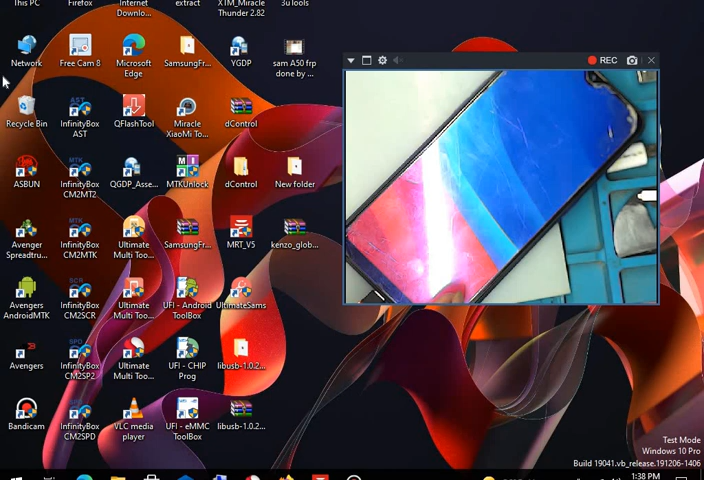 This PC
Firefox
Internet
Downlo...
extract
XTM_Miracle
Thunder 2.82
3uTools
Network
Free Cam 8
Microsoft
Edge
SamsungFr...
YGDP
sam A50 frp
done by ...
REC
Recycle Bin
InfinityBox
AST
QFlashTool
Miracle
XiaoMi To...
dControl
ASBUN
InfinityBox
CM2MT2
QGDP_Asse...
MTKUnlock
dControl
New folder
Avenger
Spreadtru...
InfinityBox
CM2MTK
Ultimate
Multi Too...
SamsungFr...
MRT_V5
kenzo_glob...
Avengers
AndroidMTK
InfinityBox
CM2SCR
Ultimate
Multi Too...
UFI - Android
ToolBox
UltimateSams
Avengers
InfinityBox
CM2SP2
Ultimate
Multi Too...
UFI - CHIP
Prog
libusb-1.0.2...
Bandicam
InfinityBox
CM2SPD
VLC media
player
UFI - eMMC
ToolBox
libusb-1.0.2...
Test Mode
Windows 10 Pro
Build 19041.vb_release.191206-1406
1:38 PM